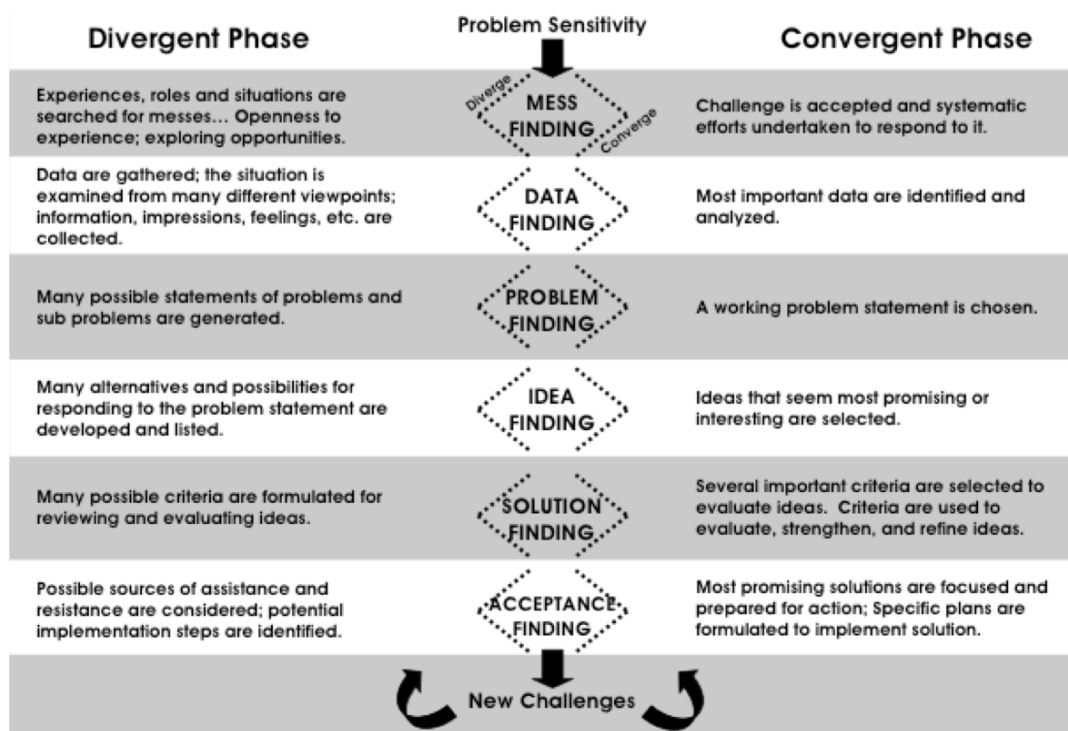 Problem Sensitivity
Divergent Phase
Convergent Phase
Experiences, roles and situations are
searched for messes... Openness to
experience; exploring opportunities.
Diverge
MESS
FINDING
Converge
Challenge is accepted and systematic
efforts undertaken to respond to it.
Data are gathered; the situation is
examined from many different viewpoints;
information, impressions, feelings, etc. are
collected.
DATA
FINDING
Most important data are identified and
analyzed.
Many possible statements of problems and
sub problems are generated.
PROBLEM
FINDING
A working problem statement is chosen.
Many alternatives and possibilities for
responding to the problem statement are
developed and listed.
IDEA
FINDING
Ideas that seem most promising or
interesting are selected.
Many possible criteria are formulated for
reviewing and evaluating ideas.
SOLUTION
FINDING
Several important criteria are selected to
evaluate ideas. Criteria are used to
evaluate, strengthen, and refine ideas.
Possible sources of assistance and
resistance are considered; potential
implementation steps are identified.
ACCEPTANCE
FINDING
Most promising solutions are focused and
prepared for action; Specific plans are
formulated to implement solution.
New Challenges